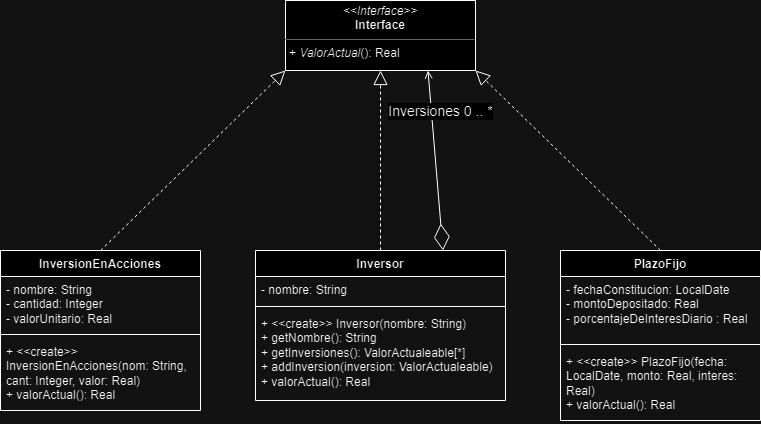 <<Interface>>
Interface
+ ValorActual(): Real
Inversiones 0 .. *
InversionEnAcciones
- nombre: String
- cantidad: Integer
- valorUnitario: Real
+ <<create>>
InversionEnAcciones(nom: String,
cant: Integer, valor: Real)
+ valorActual(): Real
Inversor
- nombre: String
+ <<create>> Inversor(nombre: String)
+ getNombre(): String
+ getInversiones(): ValorActualeable[*]
+ addInversion(inversion: ValorActualeable)
+ valorActual(): Real
PlazoFijo
- fechaConstitucion: LocalDate
- montoDepositado: Real
- porcentajeDeInteresDiario : Real
+ <<create>> PlazoFijo(fecha:
LocalDate, monto: Real, interes:
Real)
+ valorActual(): Real